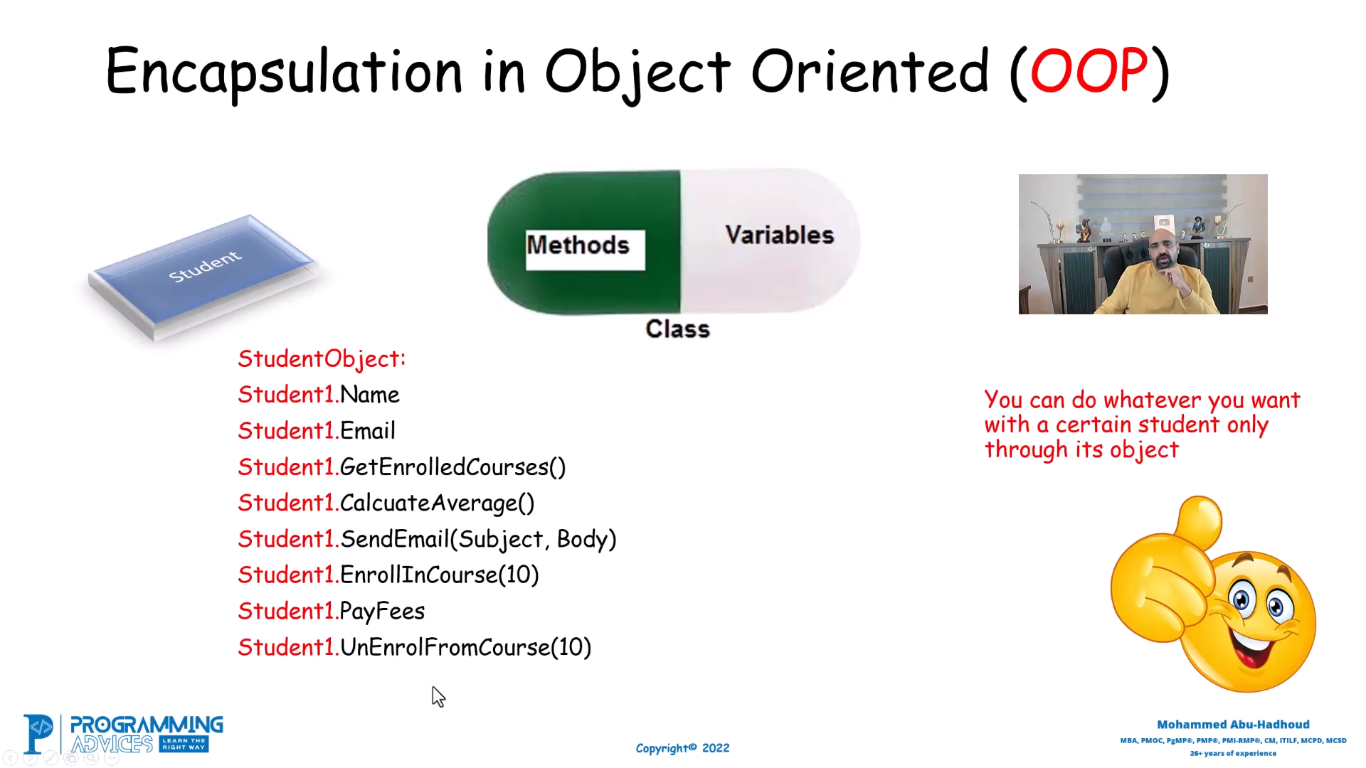 Encapsulation in Object Oriented (OOP)
Student
Methods
Variables
Class
StudentObject:
Student1.Name
Student1.Email
Student1.GetEnrolledCourses()
Student1.CalcuateAverage()
Student1.SendEmail(Subject, Body)
Student1.EnrollInCourse(10)
Student1.PayFees
Student1.UnEnrolFromCourse(10)
You can do whatever you want
with a certain student only
through its object
PROGRAMMING
ADVICES
LEARN THE
RIGHT WAY
Copyright© 2022
Mohammed Abu-Hadhoud
MBA, PMOC, PgMP®, PMP®, PMI-RMP®, CM, ITILF, MCPD, MCSD
26+ years of experience